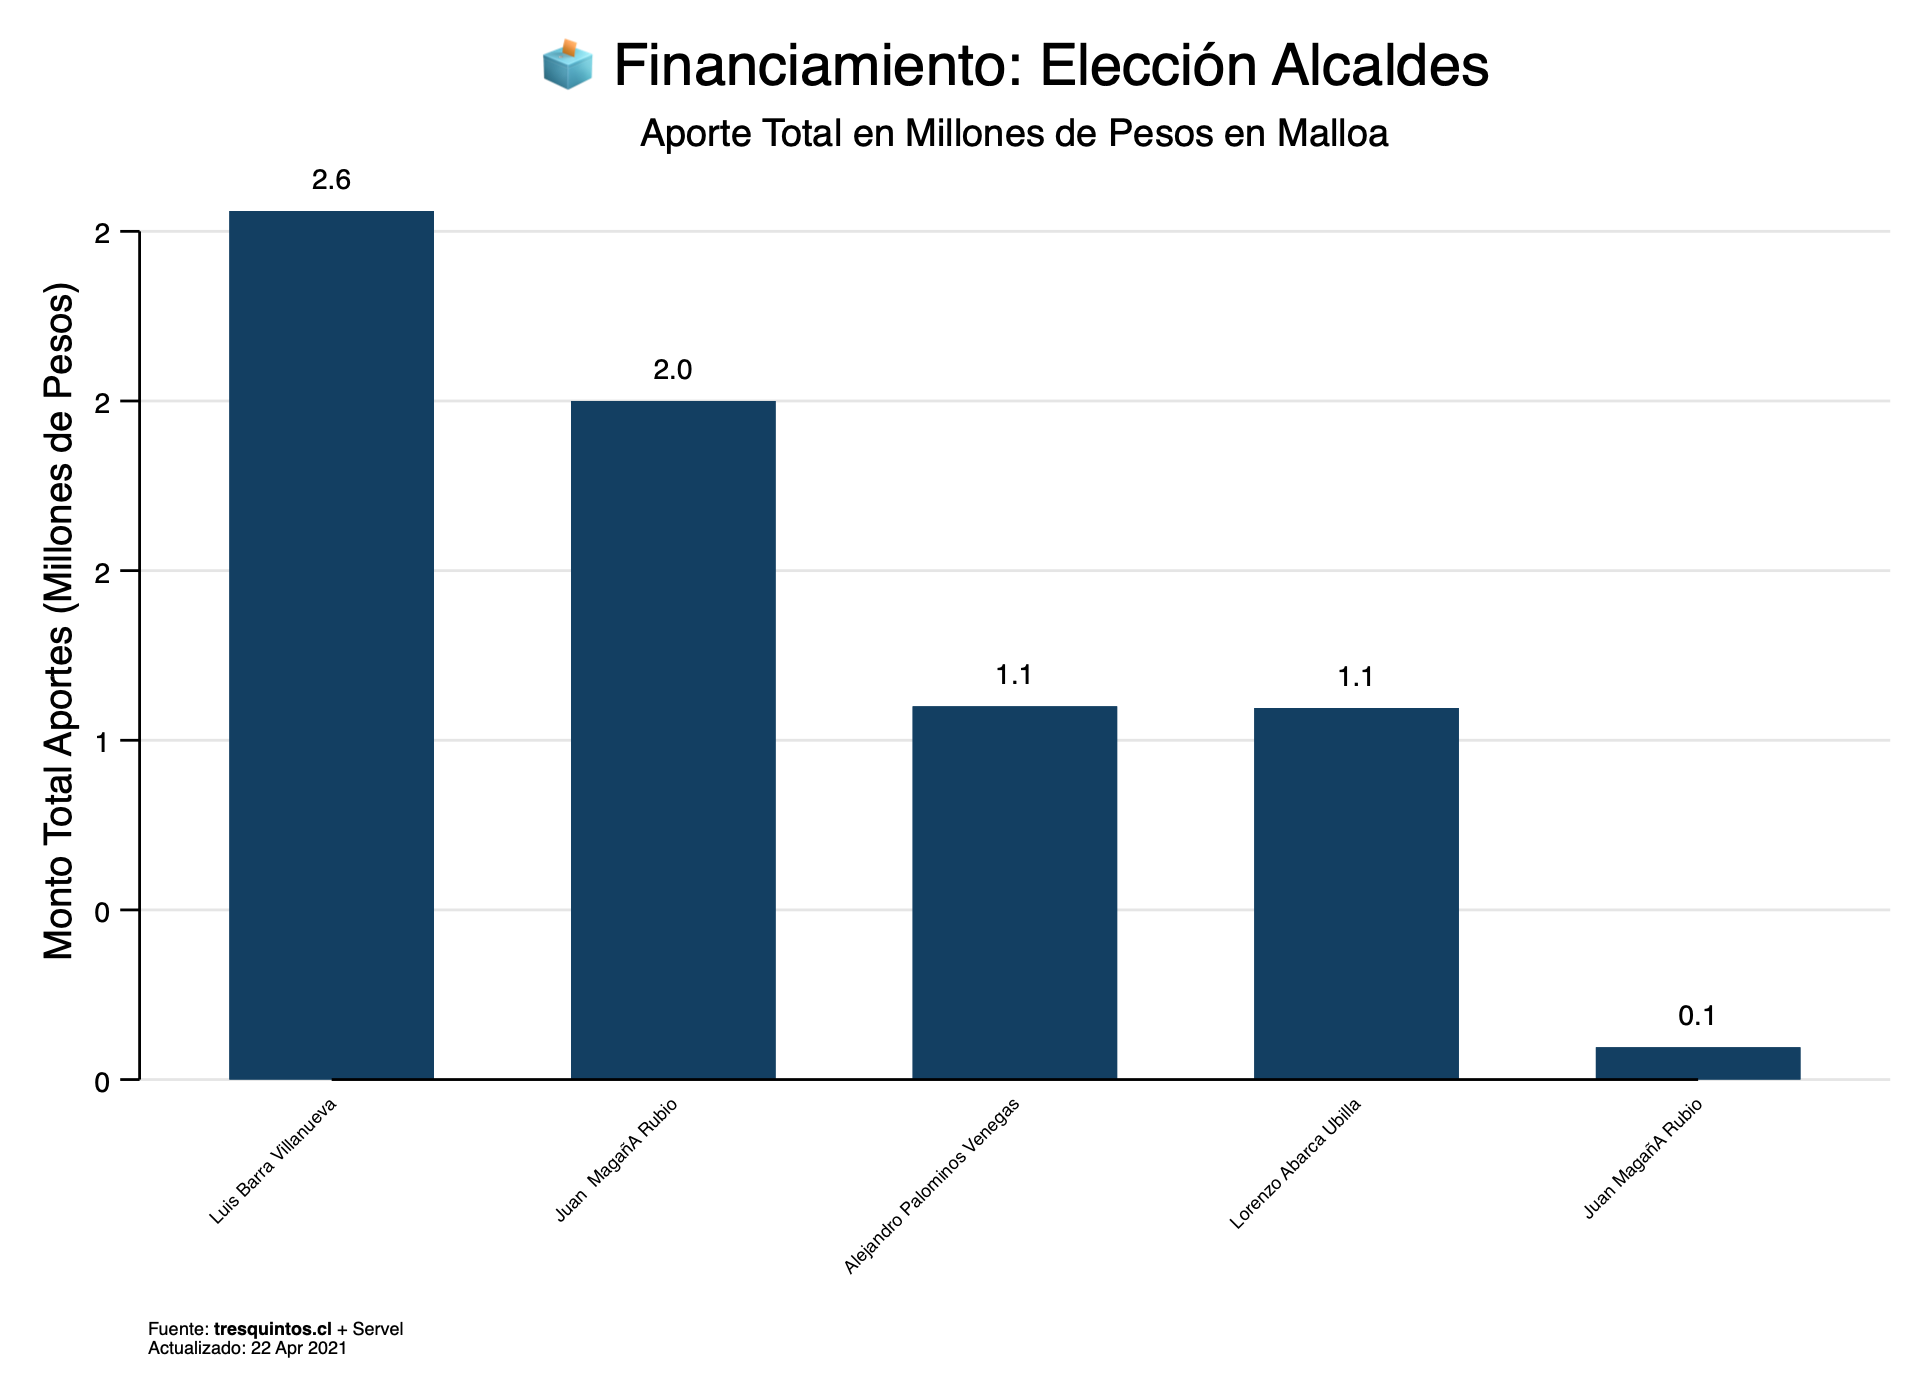 Financiamiento: Elección Alcaldes
Aporte Total en Millones de Pesos en Malloa
Monto Total Aportes (Millones de Pesos)
2
2
2
1
0
0
2.6
2.0
1.1
1.1
0.1
Luis Barra Villanueva
Juan  MagañA Rubio
Alejandro Palominos Venegas
Lorenzo Abarca Ubilla
Juan MagañA Rubio
Fuente: tresquintos.cl + Servel
Actualizado: 22 Apr 2021